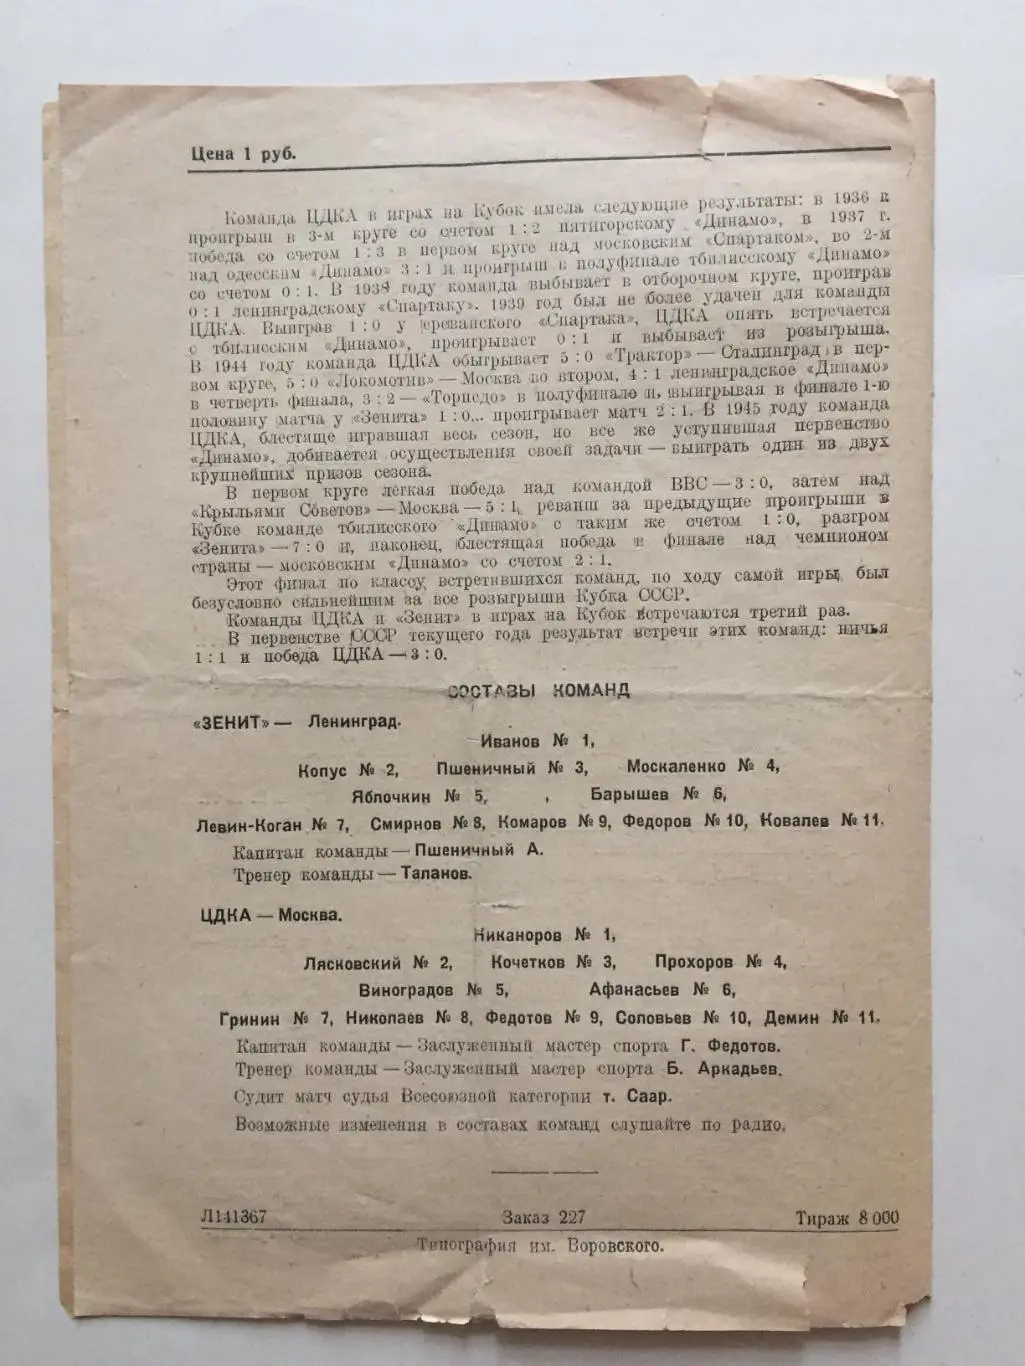 Цена 1 руб.
Команда ЦДКА в играх на Кубок имела следующие результаты: в 1936 г.
проигрыш в 3-м круге со счетом 1:2 пятигорскому «Динамо», в 1937 г.
победа со счетом 1:3 в первом круге над московским «Спартаком», во 2-м
над одесским «Динамо» 3:1 и проигрыш в полуфинале тбилисскому «Динамо»
со счетом 0:1. В 1938 году команда выбывает в отборочном круге, проиграв
0:1 ленинградскому «Спартаку». 1939 год был не более удачен для команды
ЦДКА. Выиграв 1:0 у ереванского «Спартака», ЦДКА опять встречается
с тбилисским «Динамо», проигрывает 0:1 и выбывает из розыгрыша.
В 1944 году команда ЦДКА обыгрывает 5:0 «Трактор» — Сталинград в пер-
вом круге, 5:0 «Локомотив» — Москва во втором, 4:1 ленинградское «Динамо»
в четверть финала, 3:2 — «Торпедо» в полуфинале и, выигрывая в финале 1-ю
половину матча у «Зенита» 1:0,.. проигрывает матч 2:1. В 1945 году команда
ЦДКА, блестяще игравшая весь сезон, но все же уступившая первенство
«Динамо», добивается осуществления своей задачи — выиграть один из двух
крупнейших призов сезона.
В первом круге легкая победа над командой ВВС — 3:0, затем над
«Крыльями Советов» — Москва — 5:1, реванш за предыдущие проигрыши в
Кубке команде тбилисского «Динамо» с таким же счетом 1:0, разгром
«Зенита» — 7:0 и, наконец, блестящая победа в финале над чемпионом
страны — московским «Динамо» со счетом 2:1.
Этот финал по классу встретившихся команд, по ходу самой игры, был
безусловно сильнейшим за все розыгрыши Кубка СССР.
Команды ЦДКА и «Зенит» в играх на Кубок встречаются третий раз.
В первенстве СССР текущего года результат встречи этих команд: ничья
1:1 и победа ЦДКА — 3:0.
СОСТАВЫ КОМАНД
«ЗЕНИТ» — Ленинград.
Иванов № 1,
Копус № 2, Пшеничный № 3, Москаленко № 4,
Яблочкин № 5, Барышев № 6,
Левин-Коган № 7, Смирнов № 8, Комаров № 9, Федоров № 10, Ковалев № 11.
Капитан команды — Пшеничный А.
Тренер команды — Таланов.
ЦДКА — Москва.
Никаноров № 1,
Лясковский № 2, Кочетков № 3, Прохоров № 4,
Виноградов № 5, Афанасьев № 6,
Гринин № 7, Николаев № 8, Федотов № 9, Соловьев № 10, Демин № 11.
Капитан команды — Заслуженный мастер спорта Г. Федотов.
Тренер команды — Заслуженный мастер спорта Б. Аркадьев.
Судит матч судья Всесоюзной категории т. Саар.
Возможные изменения в составах команд слушайте по радио.
Л141367 Заказ 227 Тираж 8 000
Типография им. Воровского.